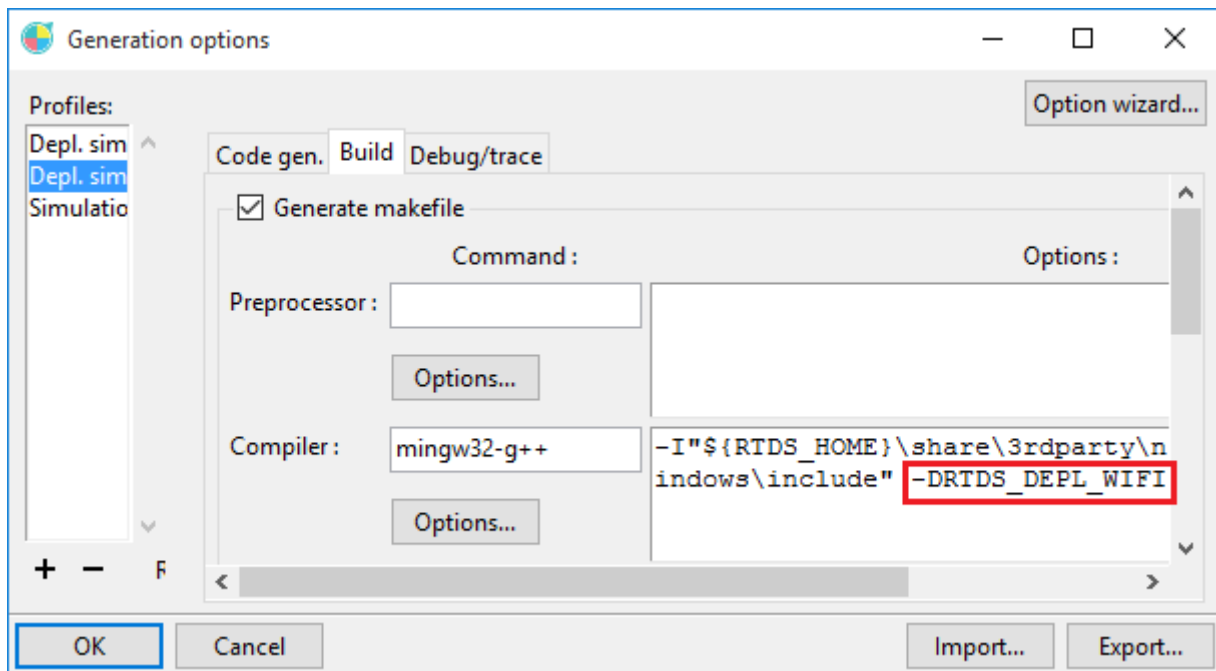 Generation options
Profiles:
Option wizard...
Depl. sim
Depl. sim
Simulatio
Code gen. Build Debug/trace
Generate makefile
Command :
Options :
Preprocessor :
Options...
Compiler :
mingw32-g++
-I"${RTDS_HOME}\share\3rdparty\n
indows\include" -DRTDS_DEPL_WIFI
Options...
+ − R
OK
Cancel
Import...
Export...